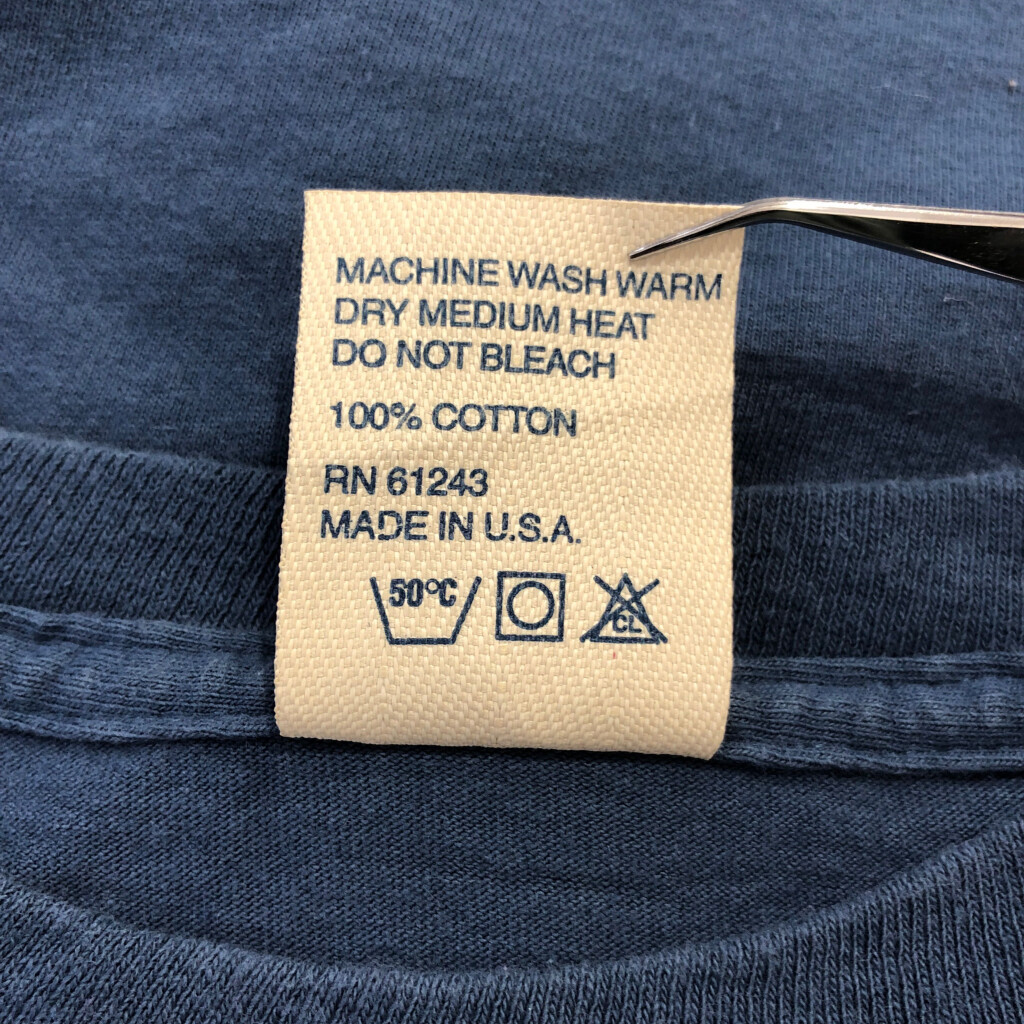 MACHINE WASH WARM
DRY MEDIUM HEAT
DO NOT BLEACH
100% COTTON
RN 61243
MADE IN U.S.A.
50°C
CL